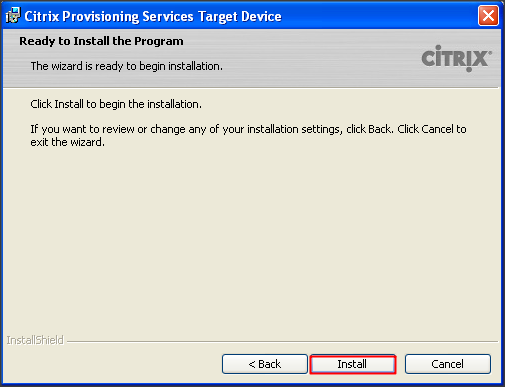 Citrix Provisioning Services Target Device
Ready to Install the Program
The wizard is ready to begin installation.
CİTRIX®
Click Install to begin the installation.
If you want to review or change any of your installation settings, click Back. Click Cancel to
exit the wizard.
InstallShield
< Back
Install
Cancel